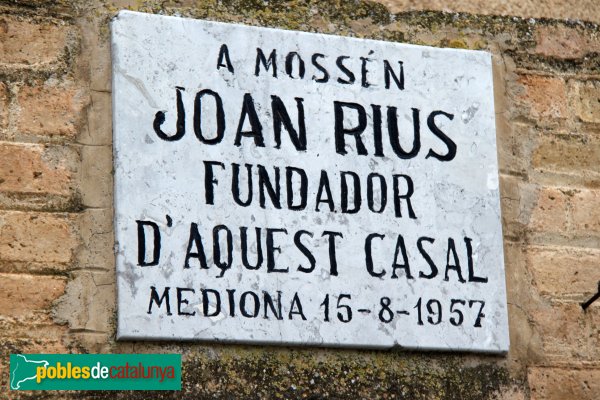 A MOSSÉN
JOAN RIUS
FUNDADOR
D'AQUEST CASAL
MEDIONA 15-8-1957
poblesdecatalunya